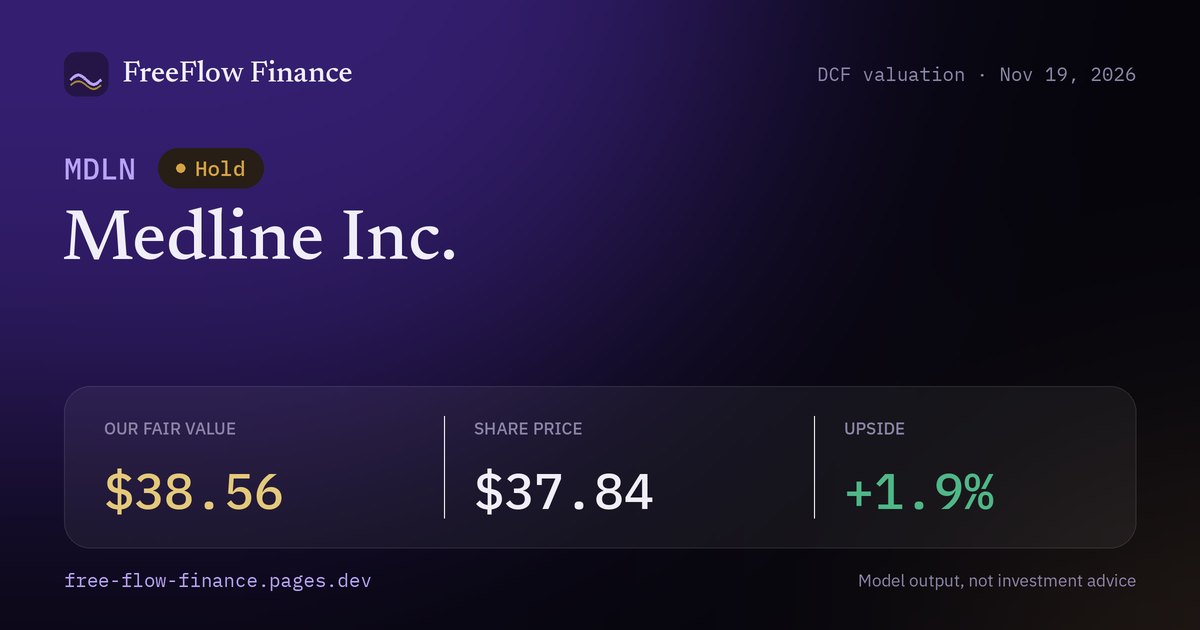 FreeFlow Finance
DCF valuation · Nov 19, 2026
MDLN
Hold
Medline Inc.
OUR FAIR VALUE
$38.56
SHARE PRICE
$37.84
UPSIDE
+1.9%
free-flow-finance.pages.dev
Model output, not investment advice